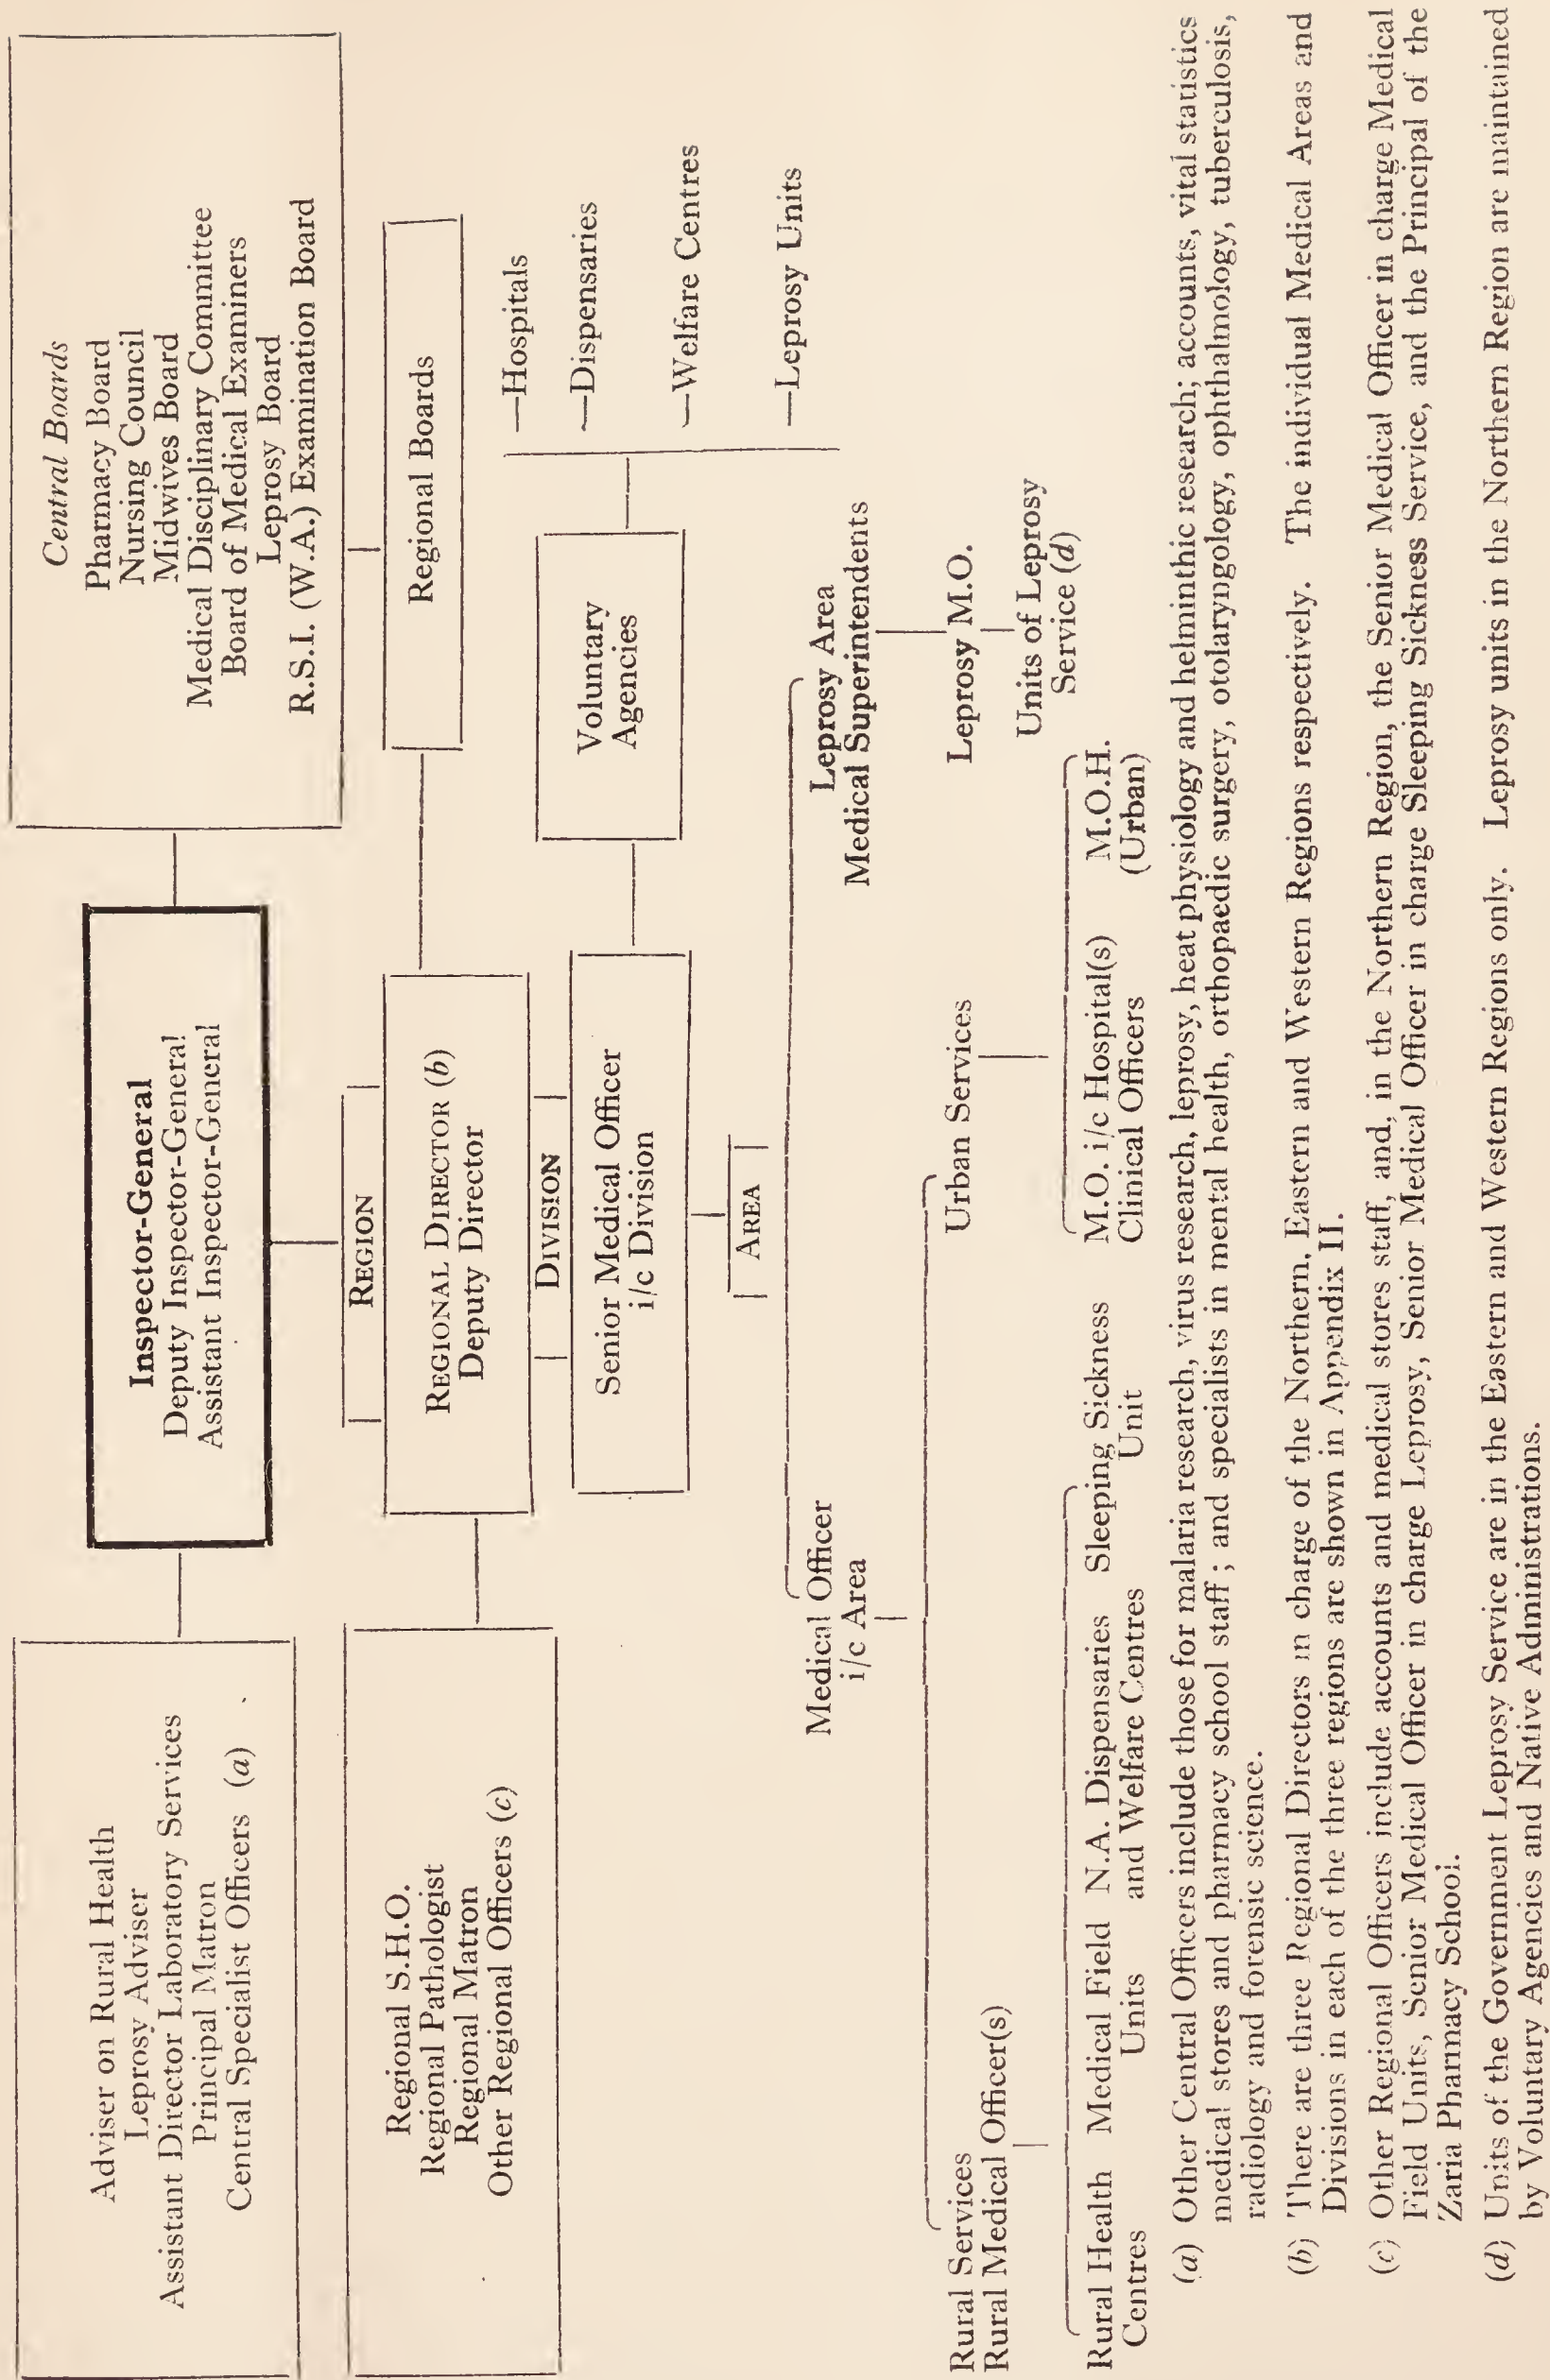 Adviser on Rural Health
Leprosy Adviser
Assistant Director Laboratory Services
Principal Matron
Central Specialist Officers (a)
Inspector-General
Deputy Inspector-General
Assistant Inspector-General
Central Boards
Pharmacy Board
Nursing Council
Midwives Board
Medical Disciplinary Committee
Board of Medical Examiners
Leprosy Board
R.S.I. (W.A.) Examination Board
REGION
Regional S.H.O.
Regional Pathologist
Regional Matron
Other Regional Officers (c)
REGIONAL DIRECTOR (b)
Deputy Director
Regional Boards
DIVISION
Senior Medical Officer
i/c Division
Voluntary
Agencies
—Hospitals
—Dispensaries
—Welfare Centres
—Leprosy Units
AREA
Medical Officer
i/c Area
Leprosy Area
Medical Superintendents
Rural Services
Rural Medical Officer(s)
Urban Services
Leprosy M.O.
Units of Leprosy
Service (d)
Rural Health
Centres
Medical Field
Units
N.A. Dispensaries
and Welfare Centres
Sleeping Sickness
Unit
M.O. i/c Hospital(s)
Clinical Officers
M.O.H.
(Urban)
(a) Other Central Officers include those for malaria research, virus research, leprosy, heat physiology and helminthic research; accounts, vital statistics
medical stores and pharmacy school staff ; and specialists in mental health, orthopaedic surgery, otolaryngology, ophthalmology, tuberculosis,
radiology and forensic science.
(b) There are three Regional Directors in charge of the Northern, Eastern and Western Regions respectively. The individual Medical Areas and
Divisions in each of the three regions are shown in Appendix II.
(c) Other Regional Officers include accounts and medical stores staff, and, in the Northern Region, the Senior Medical Officer in charge Medical
Field Units, Senior Medical Officer in charge Leprosy, Senior Medical Officer in charge Sleeping Sickness Service, and the Principal of the
Zaria Pharmacy School.
(d) Units of the Government Leprosy Service are in the Eastern and Western Regions only. Leprosy units in the Northern Region are maintained
by Voluntary Agencies and Native Administrations.